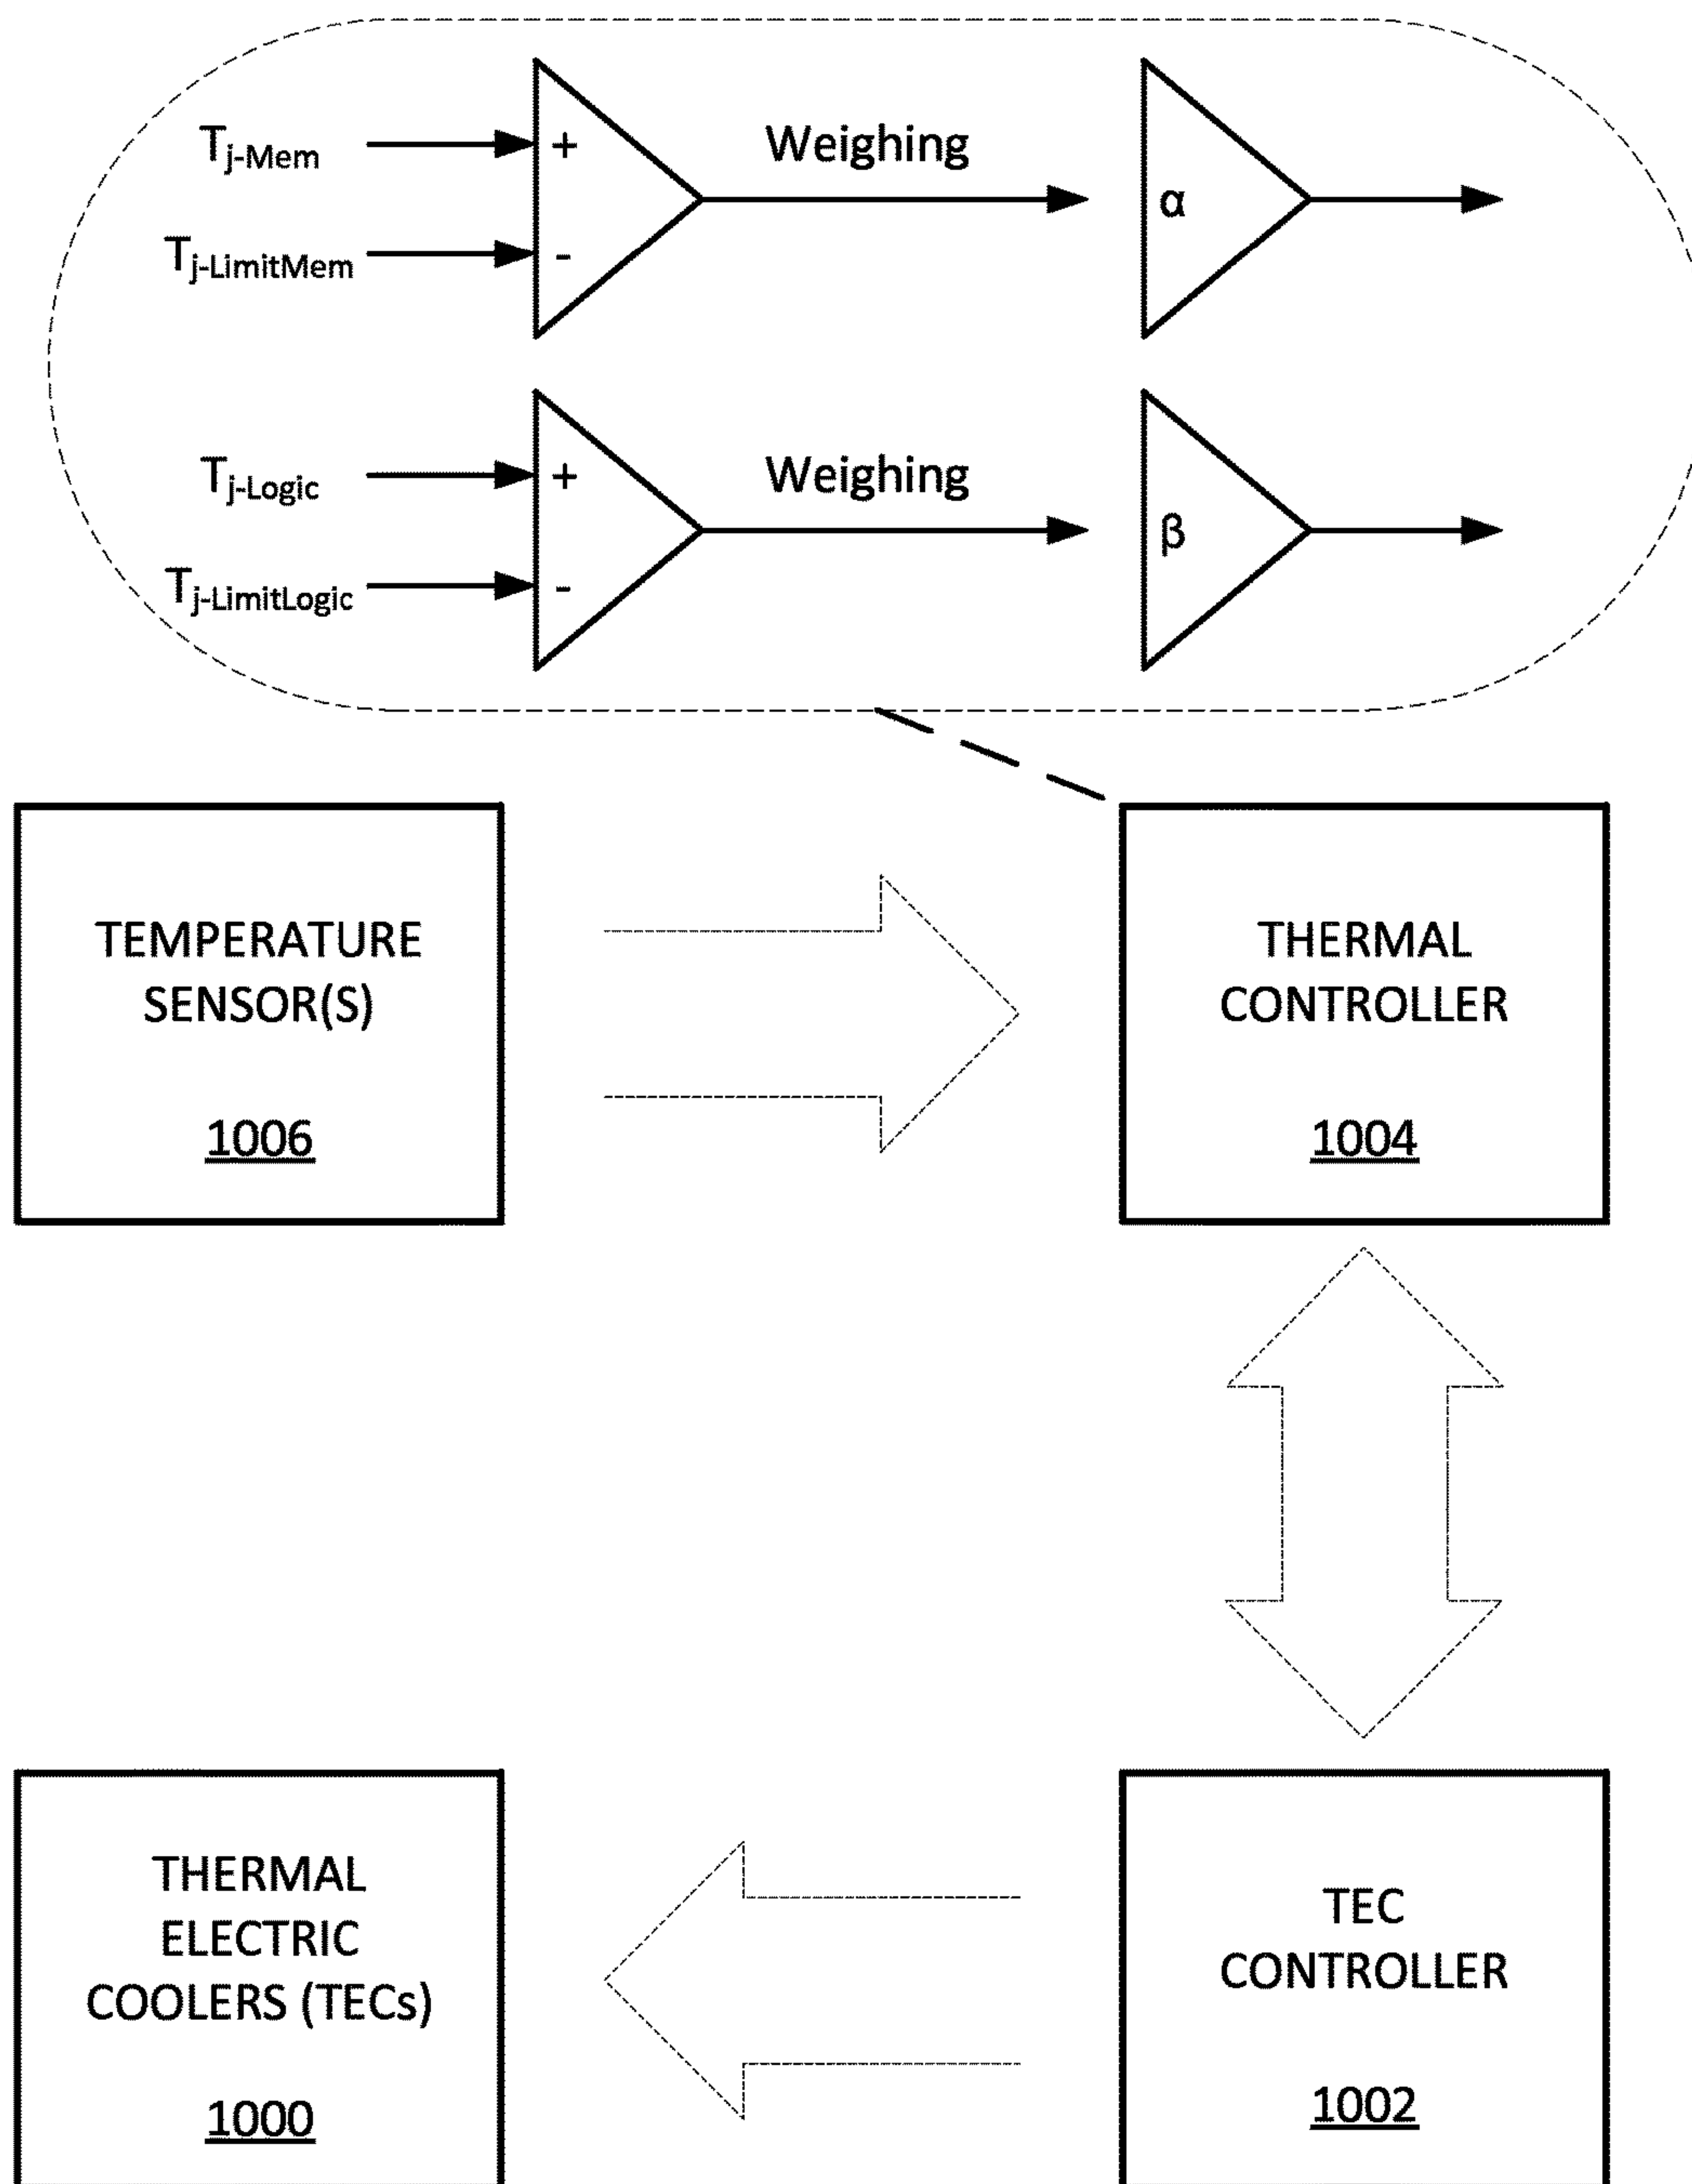 Tj-Mem + Weighing α
Tj-LimitMem -
Tj-Logic + Weighing β
Tj-LimitLogic -
TEMPERATURE
SENSOR(S)
1006
THERMAL
CONTROLLER
1004
THERMAL
ELECTRIC
COOLERS (TECs)
1000
TEC
CONTROLLER
1002